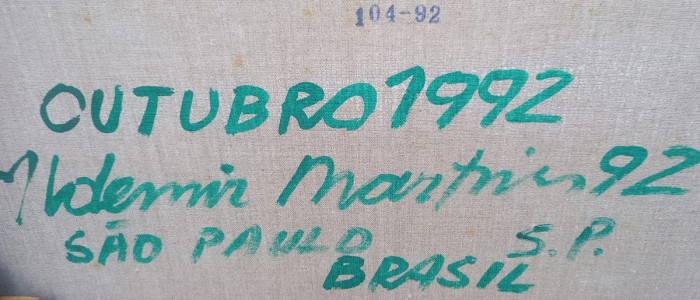 104-92
OUTUBRO 1992
Aldemir Martins 92
SÃO PAULO S.P.
BRASIL